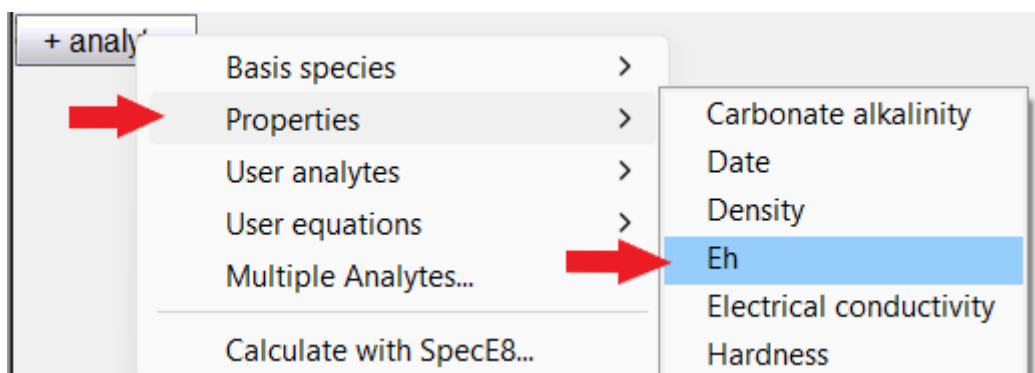 + analyt
Basis species
Properties
User analytes
User equations
Multiple Analytes...
Calculate with SpecE8...
Carbonate alkalinity
Date
Density
Eh
Electrical conductivity
Hardness